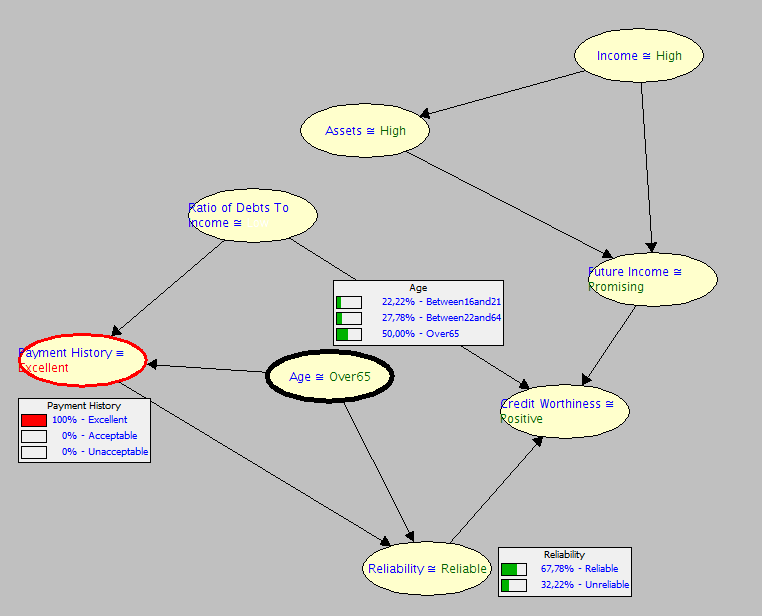 Income ≅ High
Assets ≅ High
Ratio of Debts To
Income ≅
Future Income ≅
Promising
Age
22,22% - Between16and21
27,78% - Between22and64
50,00% - Over65
Payment History ≡
Excellent
Age ≅ Over65
Credit Worthiness ≅
Positive
Payment History
100% - Excellent
0% - Acceptable
0% - Unacceptable
Reliability ≅ Reliable
Reliability
67,78% - Reliable
32,22% - Unreliable